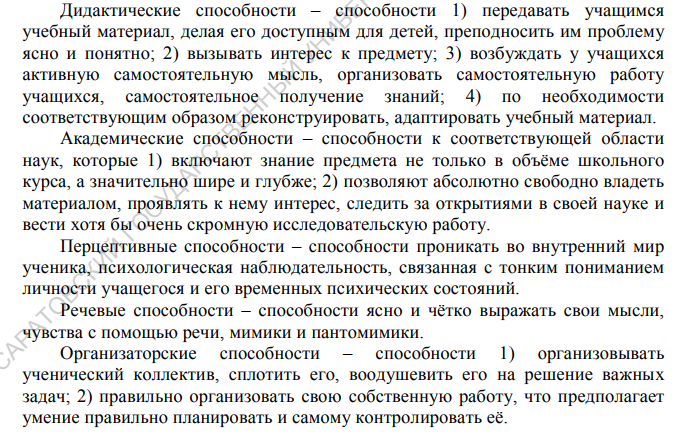 Дидактические способности – способности 1) передавать учащимся
учебный материал, делая его доступным для детей, преподносить им проблему
ясно и понятно; 2) вызывать интерес к предмету; 3) возбуждать у учащихся
активную самостоятельную мысль, организовать самостоятельную работу
учащихся, самостоятельное получение знаний; 4) по необходимости
соответствующим образом реконструировать, адаптировать учебный материал.
Академические способности – способности к соответствующей области
наук, которые 1) включают знание предмета не только в объёме школьного
курса, а значительно шире и глубже; 2) позволяют абсолютно свободно владеть
материалом, проявлять к нему интерес, следить за открытиями в своей науке и
вести хотя бы очень скромную исследовательскую работу.
Перцептивные способности – способности проникать во внутренний мир
ученика, психологическая наблюдательность, связанная с тонким пониманием
личности учащегося и его временных психических состояний.
Речевые способности – способности ясно и чётко выражать свои мысли,
чувства с помощью речи, мимики и пантомимики.
Организаторские способности – способности 1) организовывать
ученический коллектив, сплотить его, воодушевить его на решение важных
задач; 2) правильно организовать свою собственную работу, что предполагает
умение правильно планировать и самому контролировать её.
САРАТОВСКИЙ ГОСУДАРСТВЕННЫЙ